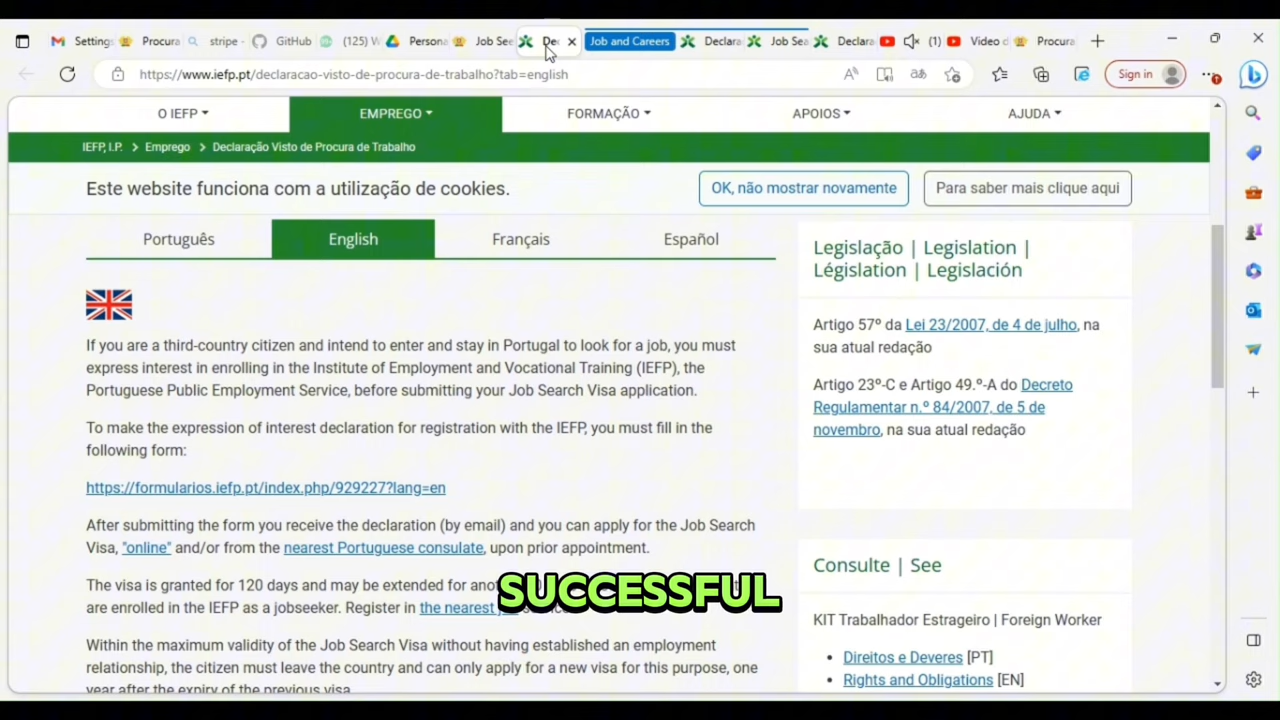 Setting:
Procura
stripe -
GitHub
(125) W
Persona
Job See
Dec
Job and Careers
Declara
Job Sea
Declara
(1)
Video d
Procura
https://www.iefp.pt/declaracao-visto-de-procura-de-trabalho?tab=english
Sign in
O IEFP
EMPREGO
FORMAÇÃO
APOIOS
AJUDA
IEFP, I.P. > Emprego > Declaração Visto de Procura de Trabalho
Este website funciona com a utilização de cookies.
OK, não mostrar novamente
Para saber mais clique aqui
Português
English
Français
Español
If you are a third-country citizen and intend to enter and stay in Portugal to look for a job, you must
express interest in enrolling in the Institute of Employment and Vocational Training (IEFP), the
Portuguese Public Employment Service, before submitting your Job Search Visa application.
To make the expression of interest declaration for registration with the IEFP, you must fill in the
following form:
https://formularios.iefp.pt/index.php/929227?lang=en
After submitting the form you receive the declaration (by email) and you can apply for the Job Search
Visa, "online" and/or from the nearest Portuguese consulate, upon prior appointment.
The visa is granted for 120 days and may be extended for
are enrolled in the IEFP as a jobseeker. Register in the nearest
SUCCESSFUL
Within the maximum validity of the Job Search Visa without having established an employment
relationship, the citizen must leave the country and can only apply for a new visa for this purpose, one
year after the expiry of the previous visa
Legislação | Legislation |
Législation | Legislación
Artigo 57º da Lei 23/2007, de 4 de julho, na
sua atual redação
Artigo 23º-C e Artigo 49.º-A do Decreto
Regulamentar n.º 84/2007, de 5 de
novembro, na sua atual redação
Consulte | See
KIT Trabalhador Estrageiro | Foreign Worker
Direitos e Deveres [PT]
Rights and Obligations [EN]